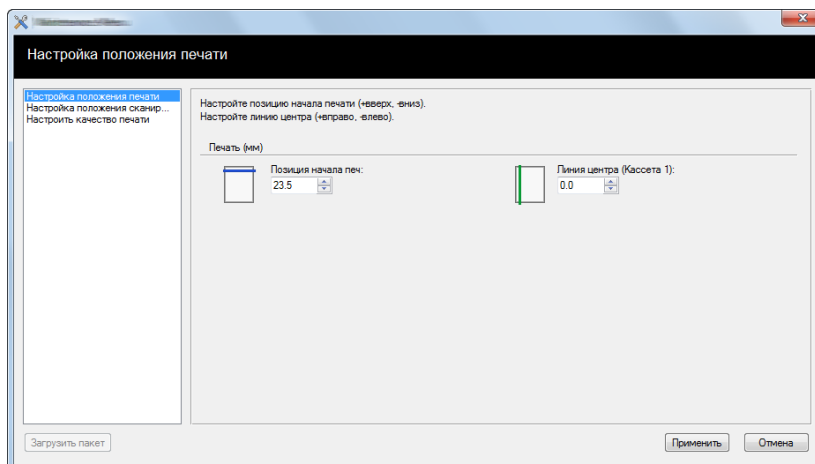 Настройка положения печати
Настройка положения печати
Настройка положения сканир...
Настроить качество печати
Настройте позицию начала печати (+вверх, -вниз).
Настройте линию центра (+вправо, -влево).
Печать (мм)
Позиция начала печ:
23.5
Линия центра (Кассета 1):
0.0
Загрузить пакет
Применить
Отмена